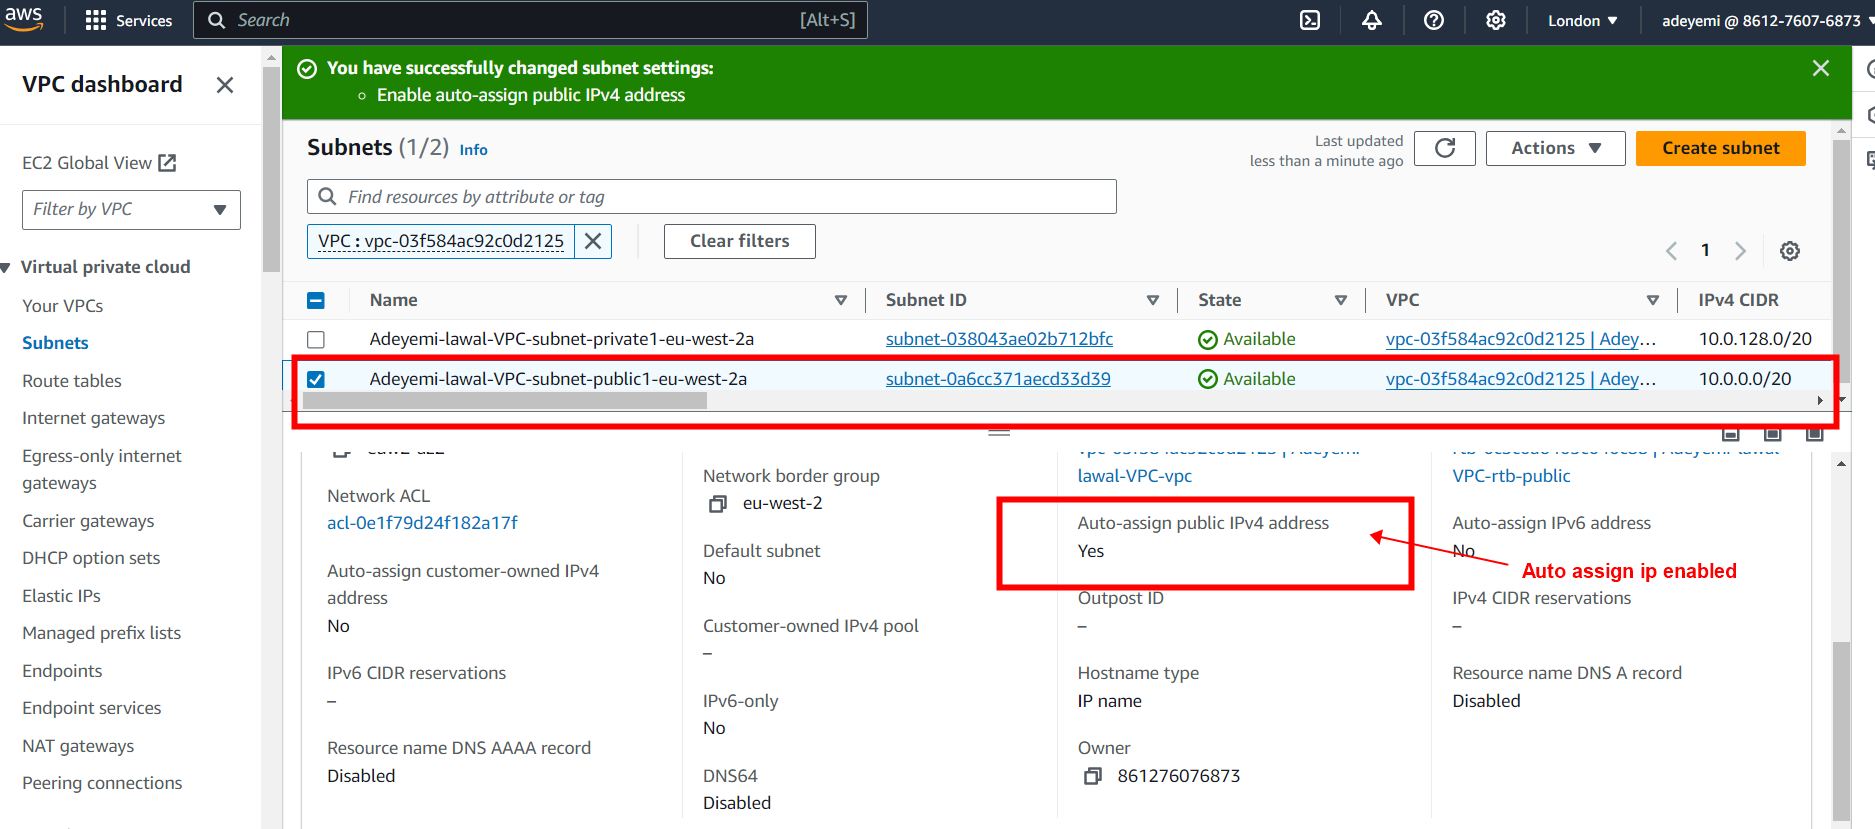 aws
Services
Search
[Alt+S]
London
adeyemi @ 8612-7607-6873
VPC dashboard
EC2 Global View
Filter by VPC
Virtual private cloud
Your VPCs
Subnets
Route tables
Internet gateways
Egress-only internet
gateways
Carrier gateways
DHCP option sets
Elastic IPs
Managed prefix lists
Endpoints
Endpoint services
NAT gateways
Peering connections
You have successfully changed subnet settings:
Enable auto-assign public IPv4 address
Subnets (1/2) Info
Last updated
less than a minute ago
Actions
Create subnet
Find resources by attribute or tag
VPC : vpc-03f584ac92c0d2125
Clear filters
1
Name Subnet ID State VPC IPv4 CIDR
Adeyemi-lawal-VPC-subnet-private1-eu-west-2a subnet-038043ae02b712bfc Available vpc-03f584ac92c0d2125 | Adey... 10.0.128.0/20
Adeyemi-lawal-VPC-subnet-public1-eu-west-2a subnet-0a6cc371aecd33d39 Available vpc-03f584ac92c0d2125 | Adey... 10.0.0.0/20
Network ACL
acl-0e1f79d24f182a17f
Auto-assign customer-owned IPv4
address
No
IPv6 CIDR reservations
–
Resource name DNS AAAA record
Disabled
Network border group
eu-west-2
Default subnet
No
Customer-owned IPv4 pool
–
IPv6-only
No
DNS64
Disabled
vpc-03f584ac92c0d2125 | Adeyemi-
lawal-VPC-vpc
Auto-assign public IPv4 address
Yes
Outpost ID
–
Hostname type
IP name
Owner
861276076873
VPC-rtb-public
Auto-assign IPv6 address
No
Auto assign ip enabled
IPv4 CIDR reservations
–
Resource name DNS A record
Disabled